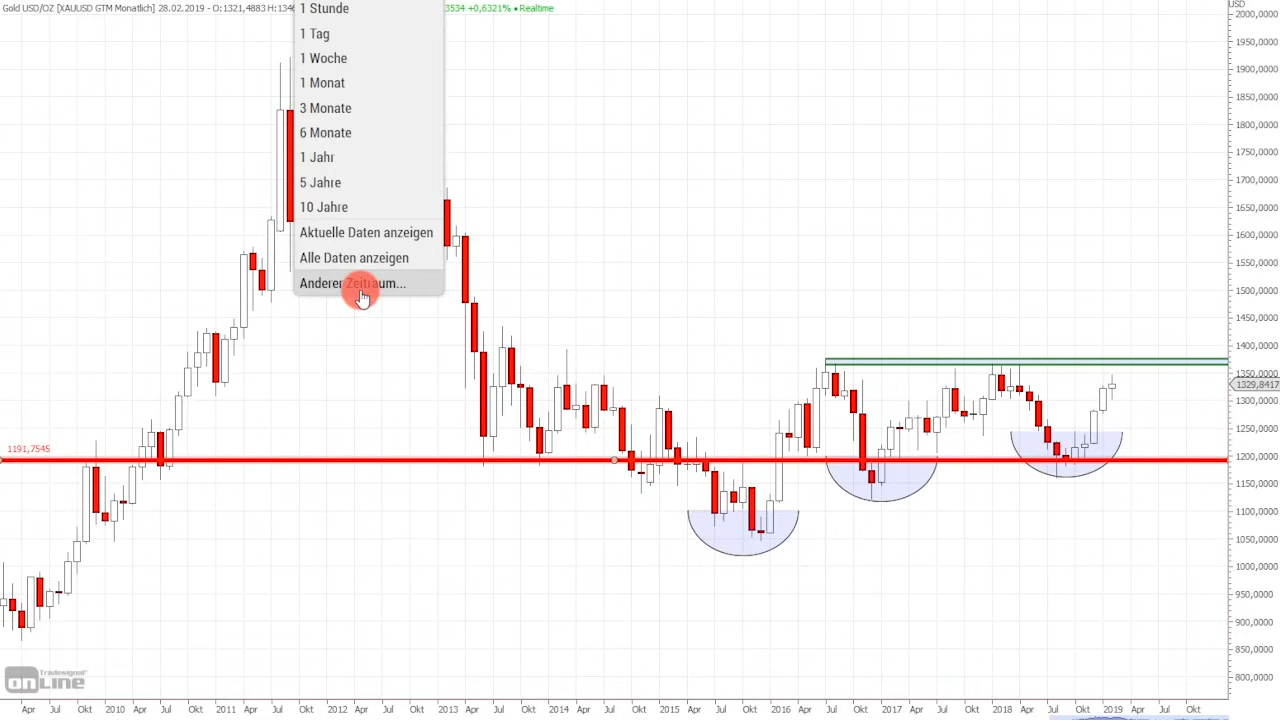 Gold USD/OZ [XAUUSD GTM Monatlich] 28.02.2019 - O:1321,4883 H:134
3534 +0,6321% • Realtime
1 Stunde
1 Tag
1 Woche
1 Monat
3 Monate
6 Monate
1 Jahr
5 Jahre
10 Jahre
Aktuelle Daten anzeigen
Alle Daten anzeigen
Anderer Zeitraum...
USD
2000,0000
1950,0000
1900,0000
1850,0000
1800,0000
1750,0000
1700,0000
1650,0000
1600,0000
1550,0000
1500,0000
1450,0000
1400,0000
1350,0000
1329,8417
1300,0000
1250,0000
1200,0000
1150,0000
1100,0000
1050,0000
1000,0000
950,0000
900,0000
850,0000
800,0000
1191,7545
Tradesignal
onLine
Apr Jul Okt 2010 Apr Jul 2011 Apr Jul Okt 2012 Apr Jul Okt 2013 Apr Jul Okt 2014 Apr Jul Okt 2015 Apr Jul Okt 2016 Apr Jul Okt 2017 Apr Jul Okt 2018 Apr Jul Okt 2019 Apr Jul Okt